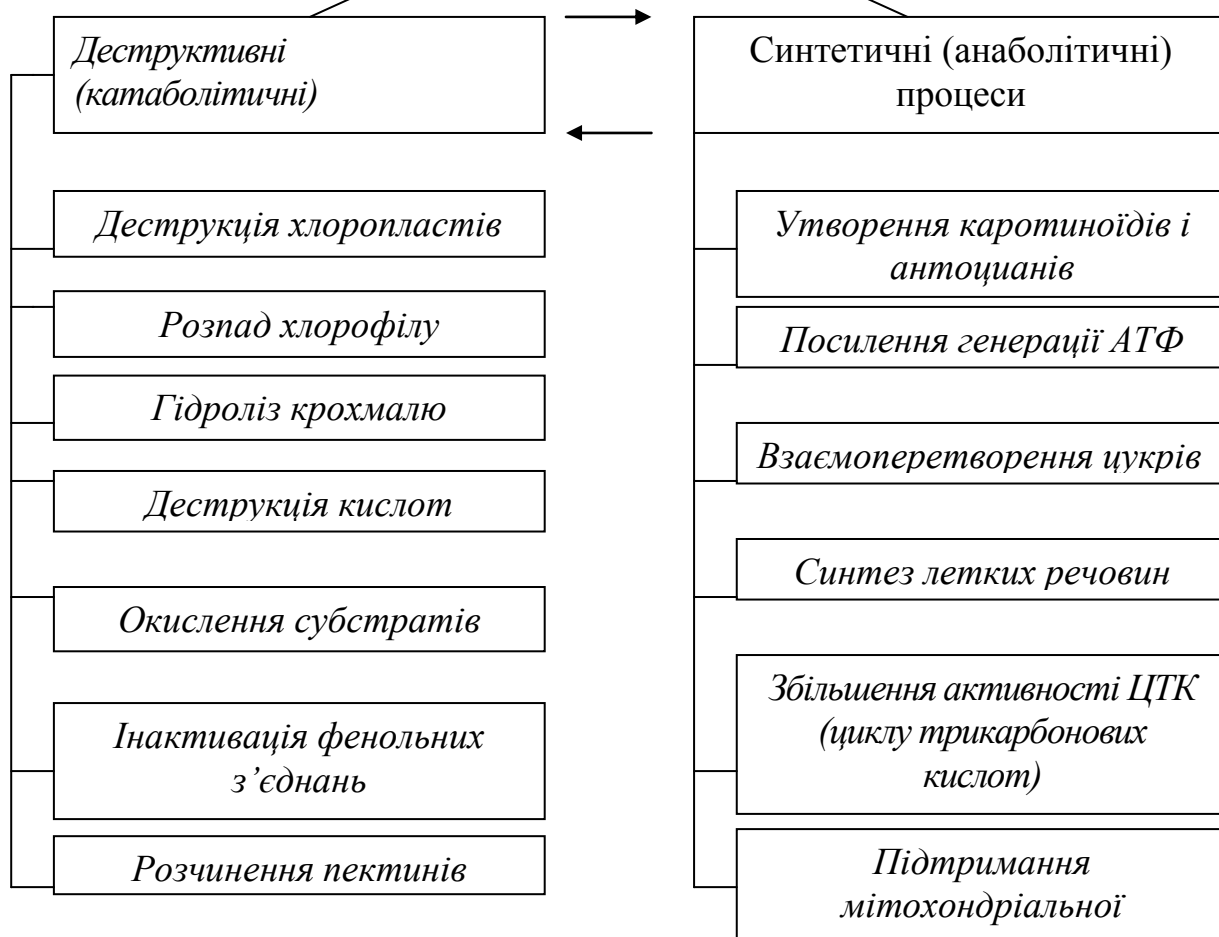 Деструктивні
(катаболітичні)
Деструкція хлоропластів
Розпад хлорофілу
Гідроліз крохмалю
Деструкція кислот
Окислення субстратів
Інактивація фенольних
з’єднань
Розчинення пектинів
Синтетичні (анаболітичні)
процеси
Утворення каротиноїдів і
антоцианів
Посилення генерації АТФ
Взаємоперетворення цукрів
Синтез летких речовин
Збільшення активності ЦТК
(циклу трикарбонових
кислот)
Підтримання
мітохондріальної